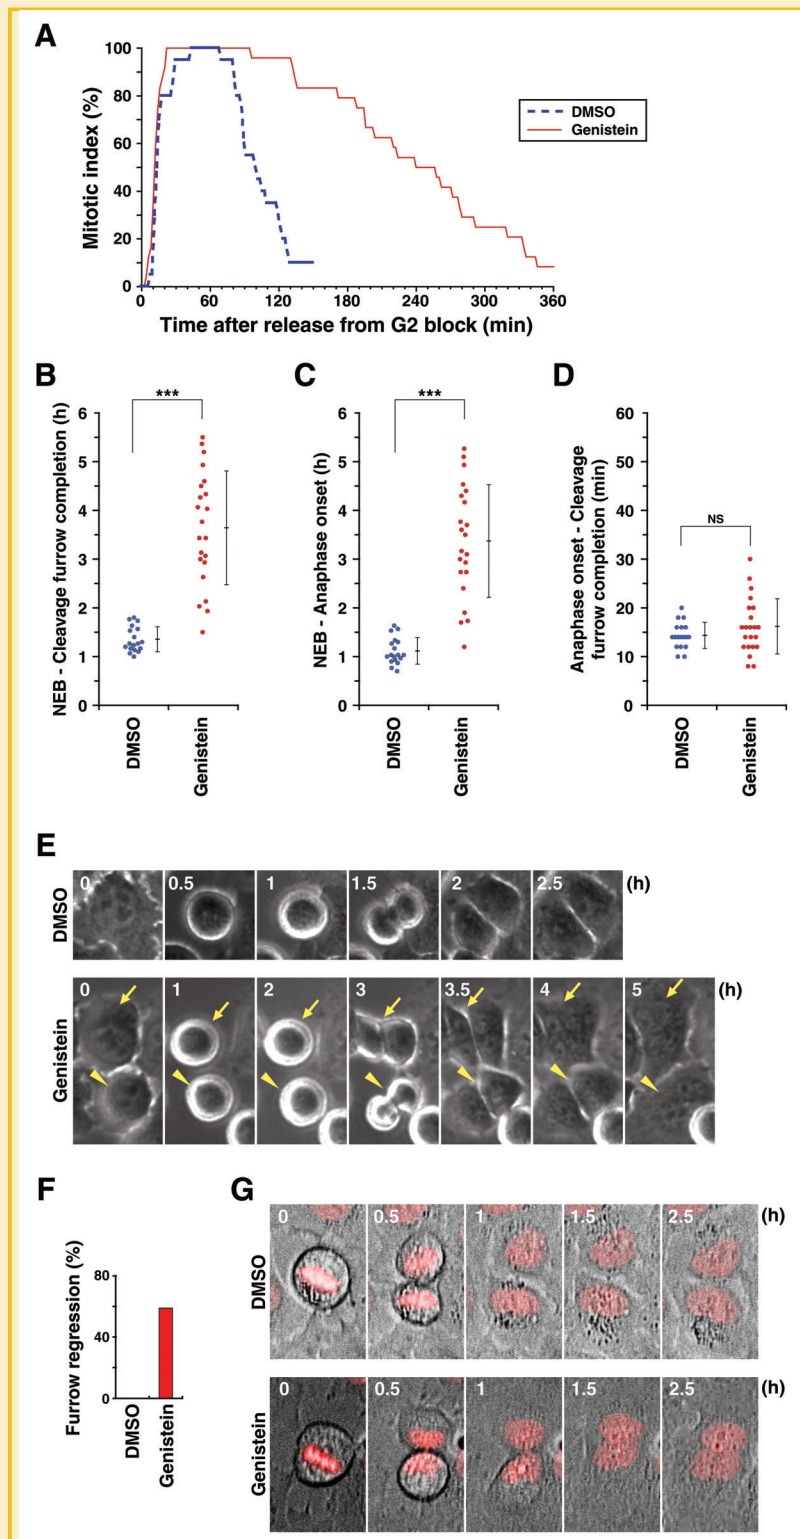 A
Mitotic index (%)
100
80
60
40
20
0
0 60 120 180 240 300 360
Time after release from G2 block (min)
DMSO
Genistein
B
NEB - Cleavage furrow completion (h)
***
6
5
4
3
2
1
0
DMSO
Genistein
C
NEB - Anaphase onset (h)
***
6
5
4
3
2
1
0
DMSO
Genistein
D
Anaphase onset - Cleavage
furrow completion (min)
NS
60
50
40
30
20
10
0
DMSO
Genistein
E
DMSO
0 0.5 1 1.5 2 2.5 (h)
Genistein
0 1 2 3 3.5 4 5 (h)
F
Furrow regression (%)
80
60
40
0
DMSO
Genistein
G
DMSO
0 0.5 1 1.5 2.5 (h)
Genistein
0 0.5 1 1.5 2.5 (h)